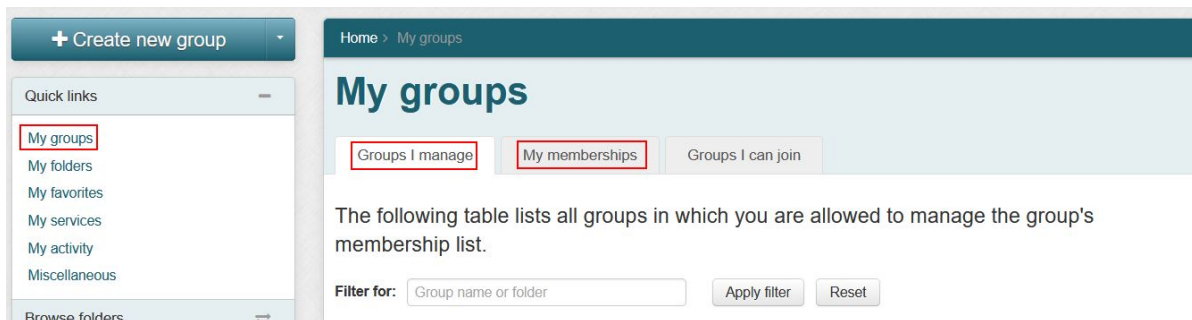 + Create new group
Quick links
My groups
My folders
My favorites
My services
My activity
Miscellaneous
Browse folders
Home > My groups
My groups
Groups I manage
My memberships
Groups I can join
The following table lists all groups in which you are allowed to manage the group's
membership list.
Filter for:
Group name or folder
Apply filter
Reset